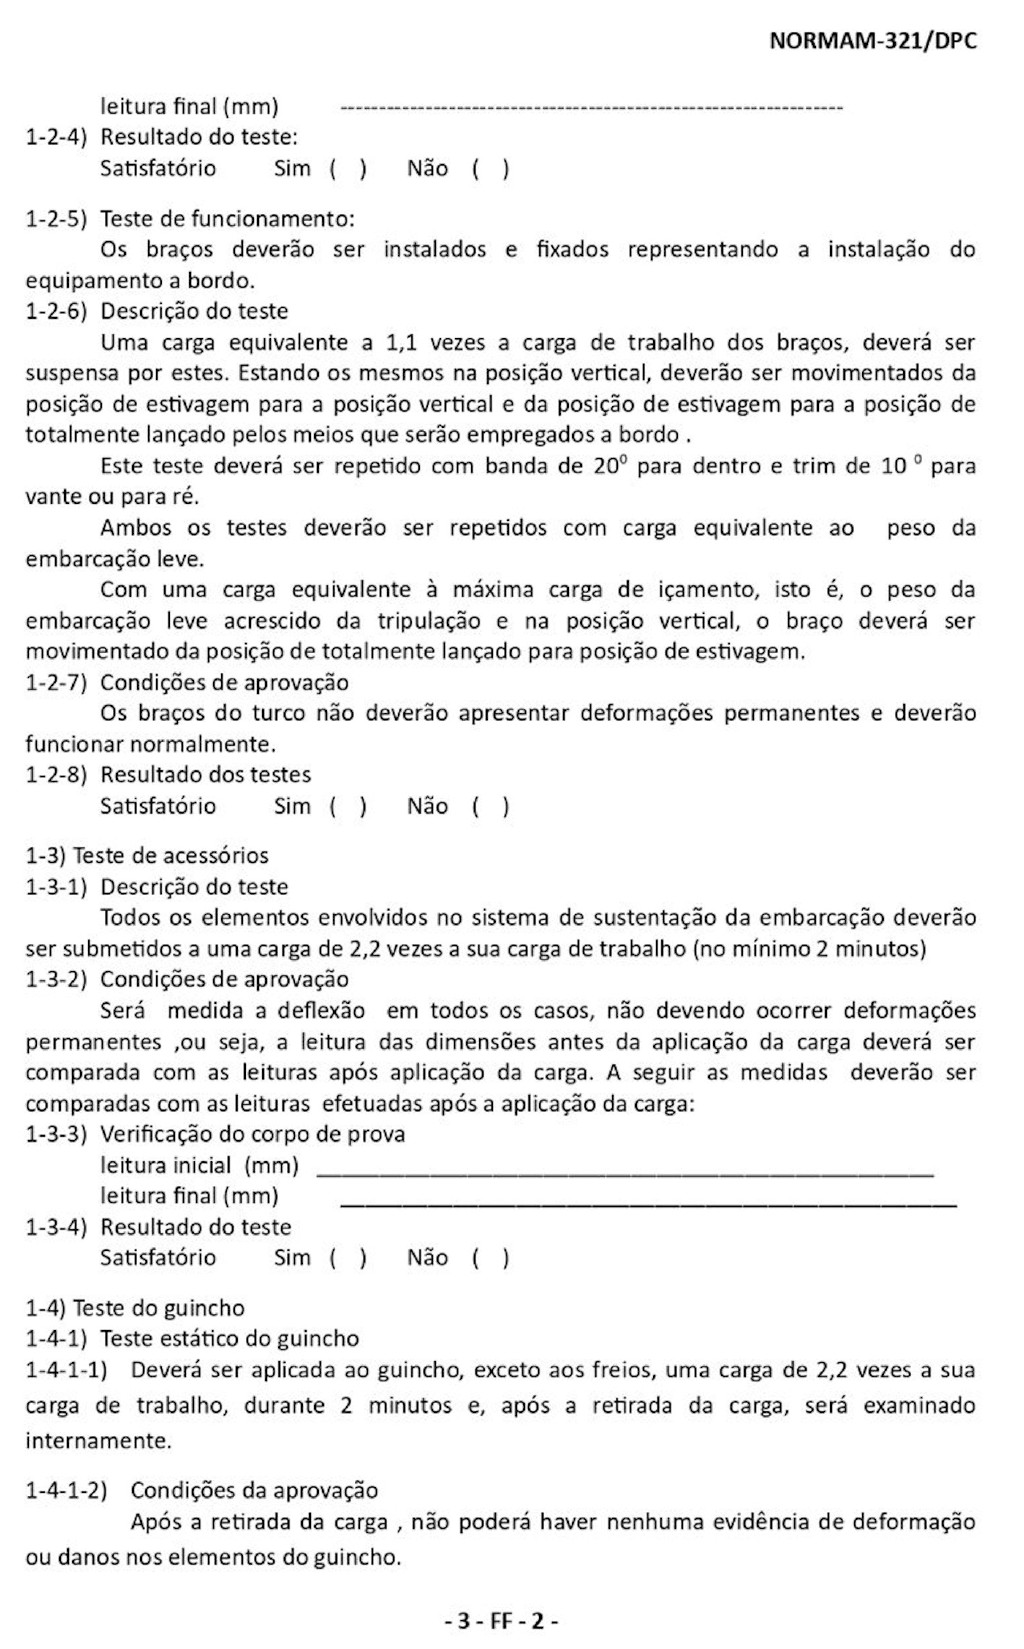 NORMAM-321/DPC
leitura final (mm) -----------------------------------------------------------------
1-2-4) Resultado do teste:
Satisfatório Sim ( ) Não ( )
1-2-5) Teste de funcionamento:
Os braços deverão ser instalados e fixados representando a instalação do
equipamento a bordo.
1-2-6) Descrição do teste
Uma carga equivalente a 1,1 vezes a carga de trabalho dos braços, deverá ser
suspensa por estes. Estando os mesmos na posição vertical, deverão ser movimentados da
posição de estivagem para a posição vertical e da posição de estivagem para a posição de
totalmente lançado pelos meios que serão empregados a bordo .
Este teste deverá ser repetido com banda de 20º para dentro e trim de 10 º para
vante ou para ré.
Ambos os testes deverão ser repetidos com carga equivalente ao peso da
embarcação leve.
Com uma carga equivalente à máxima carga de içamento, isto é, o peso da
embarcação leve acrescido da tripulação e na posição vertical, o braço deverá ser
movimentado da posição de totalmente lançado para posição de estivagem.
1-2-7) Condições de aprovação
Os braços do turco não deverão apresentar deformações permanentes e deverão
funcionar normalmente.
1-2-8) Resultado dos testes
Satisfatório Sim ( ) Não ( )
1-3) Teste de acessórios
1-3-1) Descrição do teste
Todos os elementos envolvidos no sistema de sustentação da embarcação deverão
ser submetidos a uma carga de 2,2 vezes a sua carga de trabalho (no mínimo 2 minutos)
1-3-2) Condições de aprovação
Será medida a deflexão em todos os casos, não devendo ocorrer deformações
permanentes ,ou seja, a leitura das dimensões antes da aplicação da carga deverá ser
comparada com as leituras após aplicação da carga. A seguir as medidas deverão ser
comparadas com as leituras efetuadas após a aplicação da carga:
1-3-3) Verificação do corpo de prova
leitura inicial (mm) ______________________________________________
leitura final (mm) ______________________________________________
1-3-4) Resultado do teste
Satisfatório Sim ( ) Não ( )
1-4) Teste do guincho
1-4-1) Teste estático do guincho
1-4-1-1) Deverá ser aplicada ao guincho, exceto aos freios, uma carga de 2,2 vezes a sua
carga de trabalho, durante 2 minutos e, após a retirada da carga, será examinado
internamente.
1-4-1-2) Condições da aprovação
Após a retirada da carga , não poderá haver nenhuma evidência de deformação
ou danos nos elementos do guincho.
- 3 - FF - 2 -